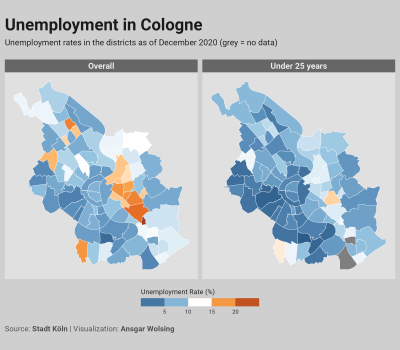 Unemployment in Cologne
Unemployment rates in the districts as of December 2020 (grey = no data)
Overall
Under 25 years
Unemployment Rate (%)
5 10 15 20
Source: Stadt Köln | Visualization: Ansgar Wolsing